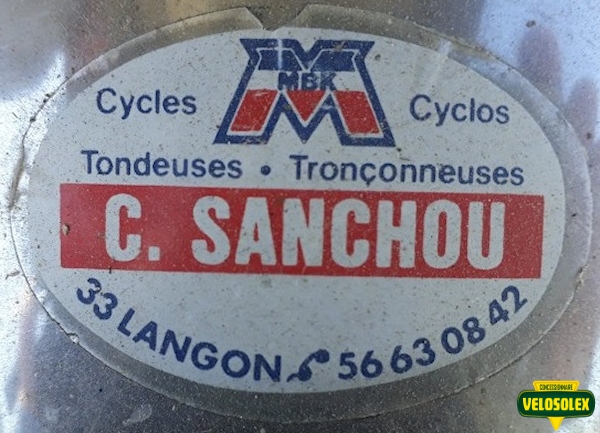 MBK
Cycles Cyclos
Tondeuses • Tronçonneuses
C. SANCHOU
33 LANGON 56 63 08 42
CONCESSIONNAIRE
VELOSOLEX